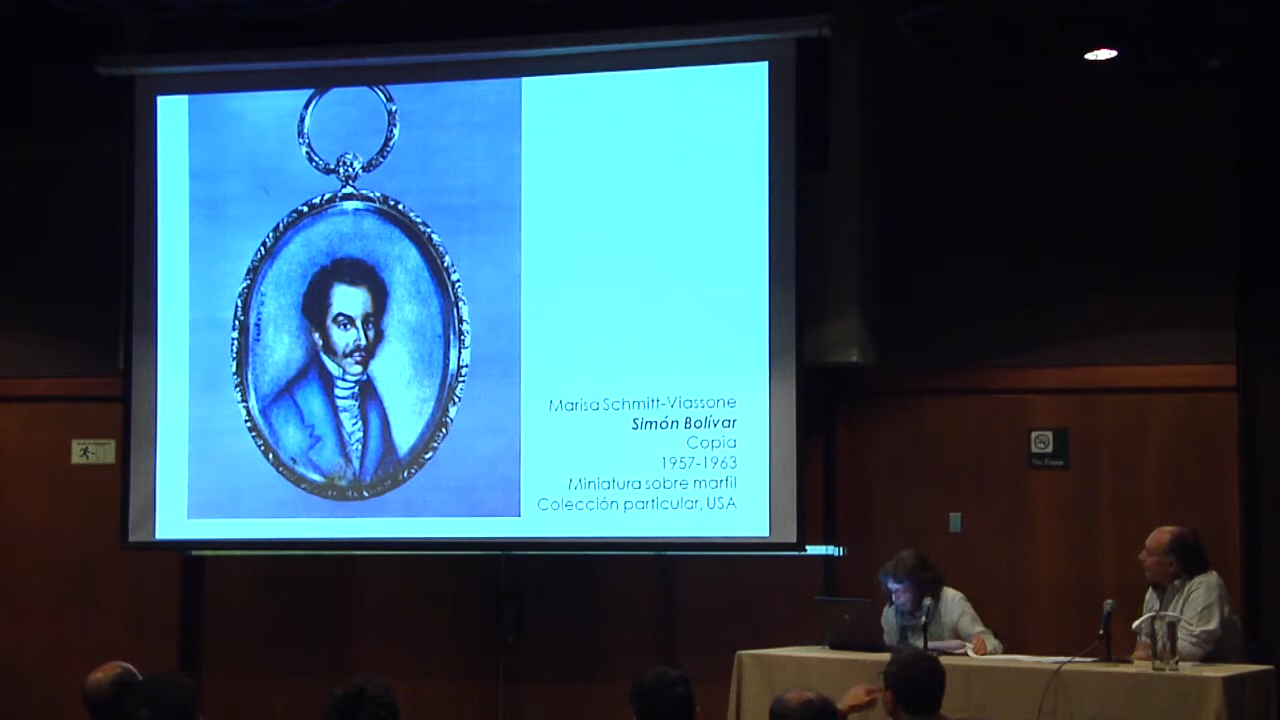 Marisa Schmitt-Viassone
Simón Bolívar
Copia
1957-1963
Miniatura sobre marfil
Colección particular, USA